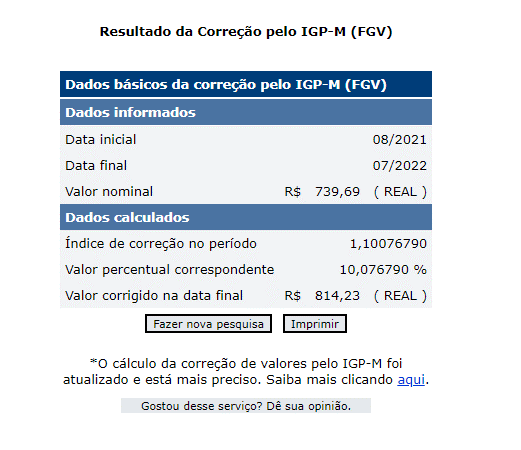 Resultado da Correção pelo IGP-M (FGV)
Dados básicos da correção pelo IGP-M (FGV)
Dados informados
Data inicial 08/2021
Data final 07/2022
Valor nominal R$ 739,69 ( REAL )
Dados calculados
Índice de correção no período 1,10076790
Valor percentual correspondente 10,076790 %
Valor corrigido na data final R$ 814,23 ( REAL )
Fazer nova pesquisa Imprimir
*O cálculo da correção de valores pelo IGP-M foi
atualizado e está mais preciso. Saiba mais clicando aqui.
Gostou desse serviço? Dê sua opinião.